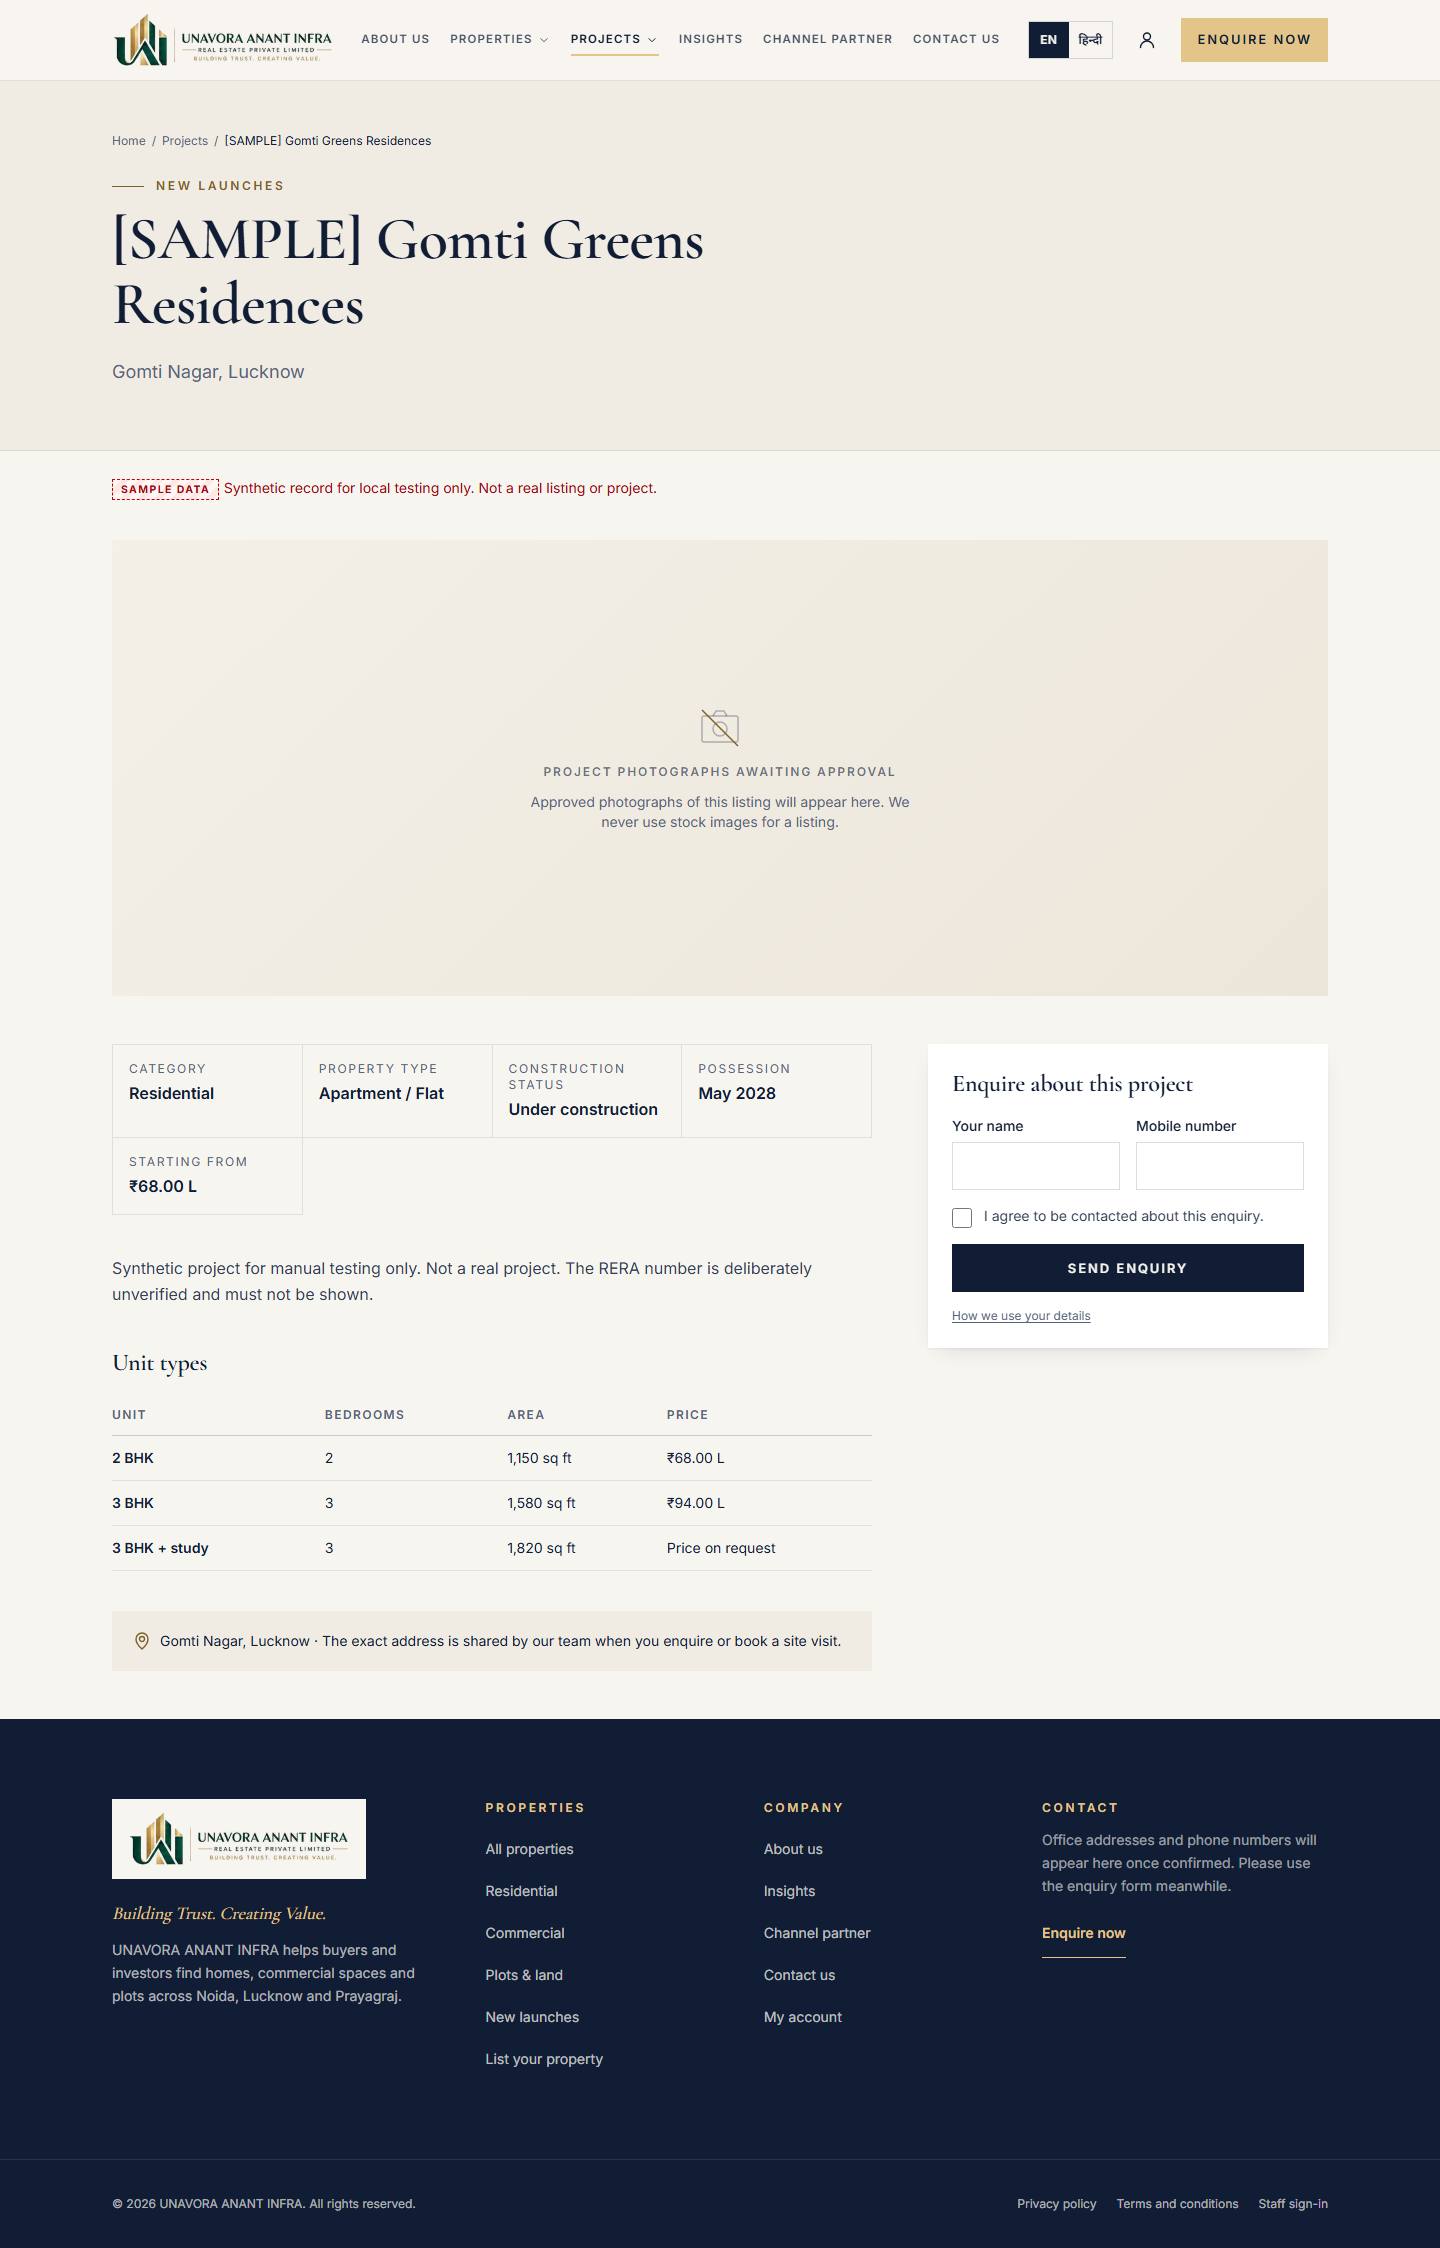 UNAVORA ANANT INFRA
REAL ESTATE PRIVATE LIMITED
BUILDING TRUST. CREATING VALUE.
ABOUT US
PROPERTIES
PROJECTS
INSIGHTS
CHANNEL PARTNER
CONTACT US
EN
हिन्दी
ENQUIRE NOW
Home / Projects / [SAMPLE] Gomti Greens Residences
NEW LAUNCHES
[SAMPLE] Gomti Greens
Residences
Gomti Nagar, Lucknow
SAMPLE DATA Synthetic record for local testing only. Not a real listing or project.
PROJECT PHOTOGRAPHS AWAITING APPROVAL
Approved photographs of this listing will appear here. We
never use stock images for a listing.
CATEGORY
Residential
PROPERTY TYPE
Apartment / Flat
CONSTRUCTION
STATUS
Under construction
POSSESSION
May 2028
STARTING FROM
₹68.00 L
Synthetic project for manual testing only. Not a real project. The RERA number is deliberately
unverified and must not be shown.
Unit types
UNIT BEDROOMS AREA PRICE
2 BHK 2 1,150 sq ft ₹68.00 L
3 BHK 3 1,580 sq ft ₹94.00 L
3 BHK + study 3 1,820 sq ft Price on request
Gomti Nagar, Lucknow · The exact address is shared by our team when you enquire or book a site visit.
Enquire about this project
Your name
Mobile number
I agree to be contacted about this enquiry.
SEND ENQUIRY
How we use your details
UNAVORA ANANT INFRA
REAL ESTATE PRIVATE LIMITED
BUILDING TRUST. CREATING VALUE.
Building Trust. Creating Value.
UNAVORA ANANT INFRA helps buyers and
investors find homes, commercial spaces and
plots across Noida, Lucknow and Prayagraj.
PROPERTIES
All properties
Residential
Commercial
Plots & land
New launches
List your property
COMPANY
About us
Insights
Channel partner
Contact us
My account
CONTACT
Office addresses and phone numbers will
appear here once confirmed. Please use
the enquiry form meanwhile.
Enquire now
© 2026 UNAVORA ANANT INFRA. All rights reserved.
Privacy policy
Terms and conditions
Staff sign-in